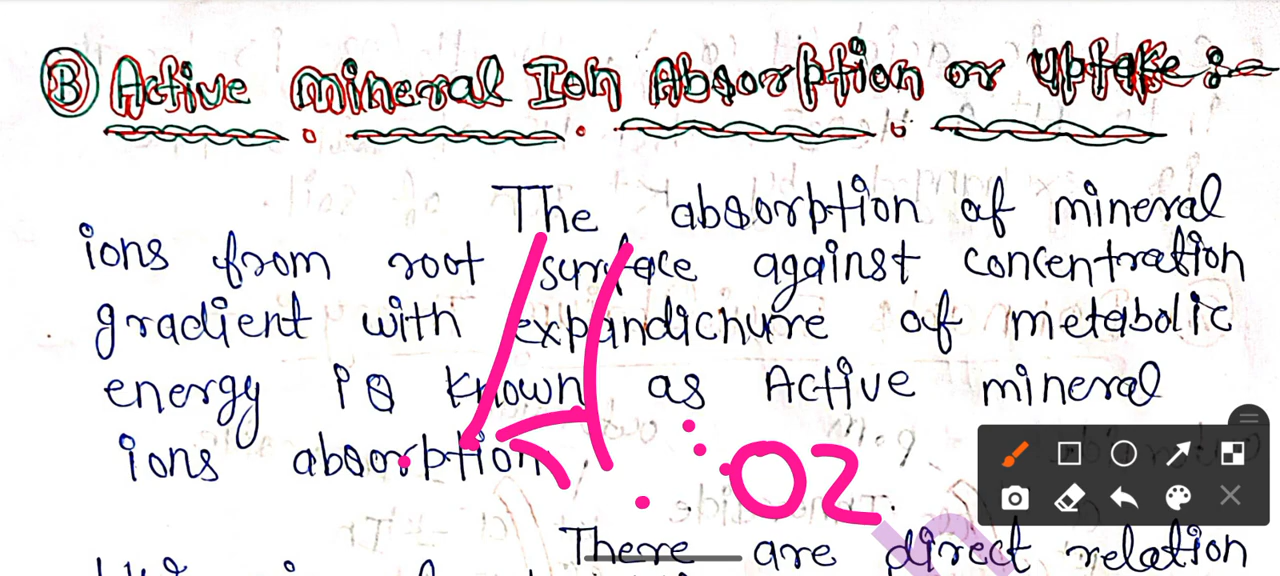 (B) Active mineral Ion Absorption or Uptake :-
The absorption of mineral
ions from root surface against concentration
gradient with expandichure of metabolic
energy is known as Active mineral
ions absorption
02
There are direct relation